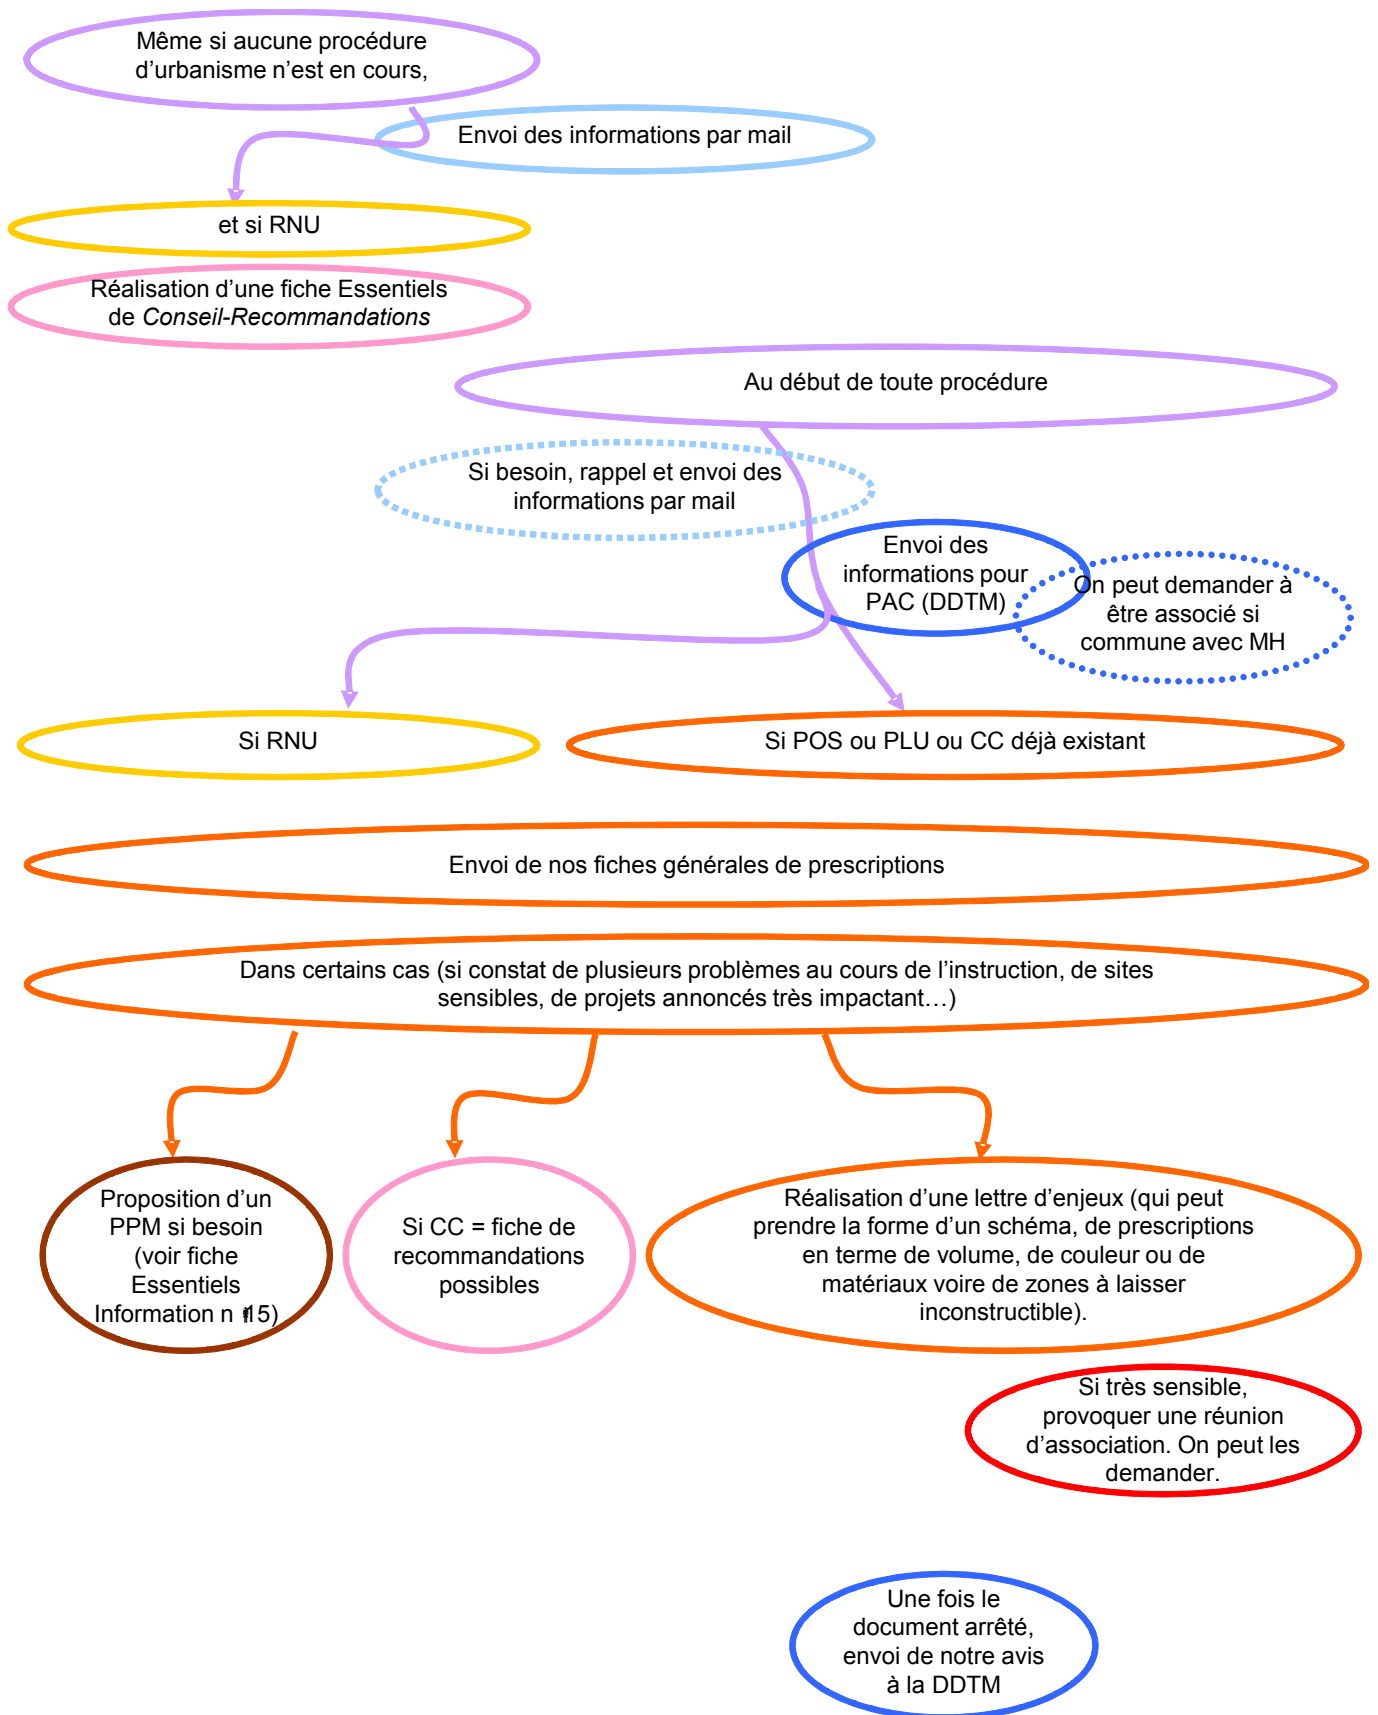 Même si aucune procédure
d’urbanisme n’est en cours,
Envoi des informations par mail
et si RNU
Réalisation d’une fiche Essentiels
de Conseil-Recommandations
Au début de toute procédure
Si besoin, rappel et envoi des
informations par mail
Envoi des
informations pour
PAC (DDTM)
On peut demander à
être associé si
commune avec MH
Si RNU
Si POS ou PLU ou CC déjà existant
Envoi de nos fiches générales de prescriptions
Dans certains cas (si constat de plusieurs problèmes au cours de l’instruction, de sites
sensibles, de projets annoncés très impactant…)
Proposition d’un
PPM si besoin
(voir fiche
Essentiels
Information n 15)
Si CC = fiche de
recommandations
possibles
Réalisation d’une lettre d’enjeux (qui peut
prendre la forme d’un schéma, de prescriptions
en terme de volume, de couleur ou de
matériaux voire de zones à laisser
inconstructible).
Si très sensible,
provoquer une réunion
d’association. On peut les
demander.
Une fois le
document arrêté,
envoi de notre avis
à la DDTM